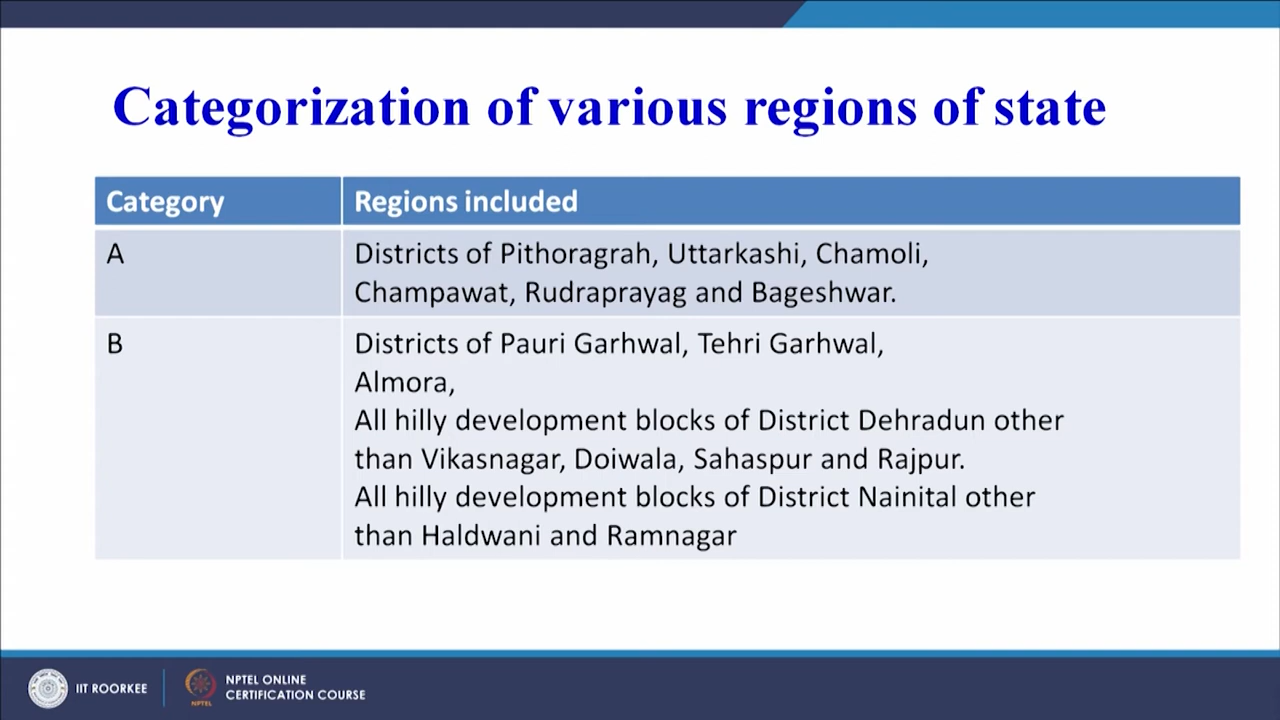 Categorization of various regions of state
Category
Regions included
A
Districts of Pithoragrah, Uttarkashi, Chamoli,
Champawat, Rudraprayag and Bageshwar.
B
Districts of Pauri Garhwal, Tehri Garhwal,
Almora,
All hilly development blocks of District Dehradun other
than Vikasnagar, Doiwala, Sahaspur and Rajpur.
All hilly development blocks of District Nainital other
than Haldwani and Ramnagar
IIT ROORKEE
NPTEL
NPTEL ONLINE
CERTIFICATION COURSE